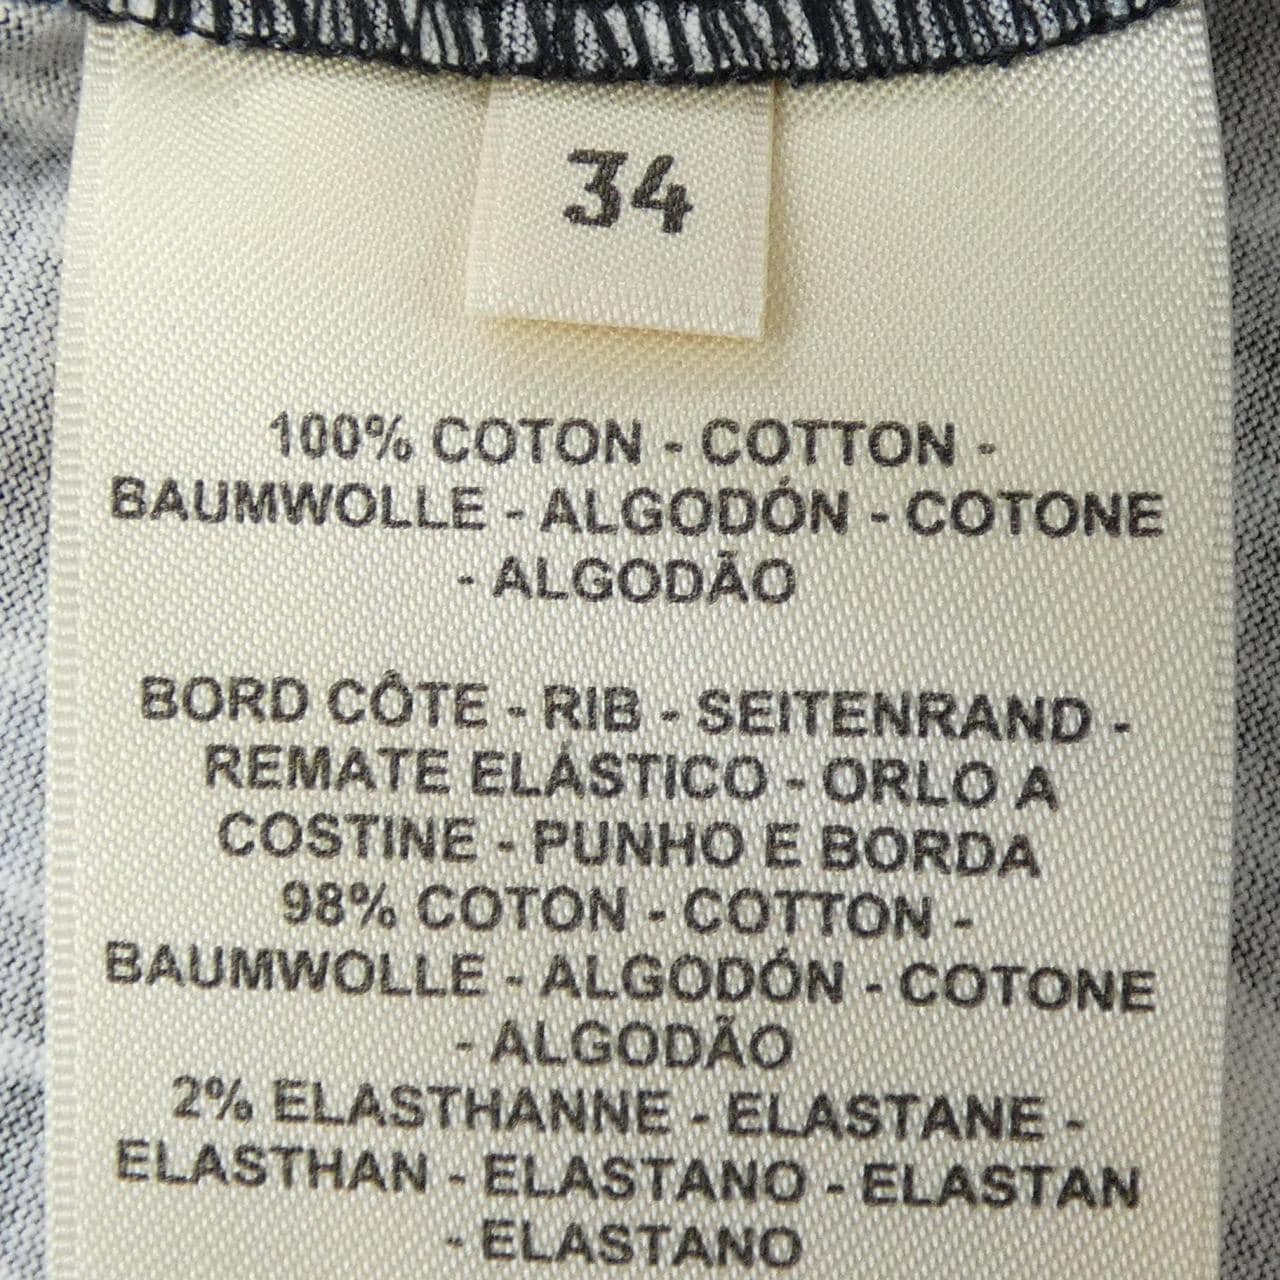 34
100% COTON - COTTON -
BAUMWOLLE - ALGODÓN - COTONE
- ALGODÃO
BORD CÔTE - RIB - SEITENRAND -
REMATE ELÁSTICO - ORLO A
COSTINE - PUNHO E BORDA
98% COTON - COTTON -
BAUMWOLLE - ALGODÓN - COTONE
- ALGODÃO
2% ELASTHANNE - ELASTANE -
ELASTHAN - ELASTANO - ELASTAN
- ELASTANO